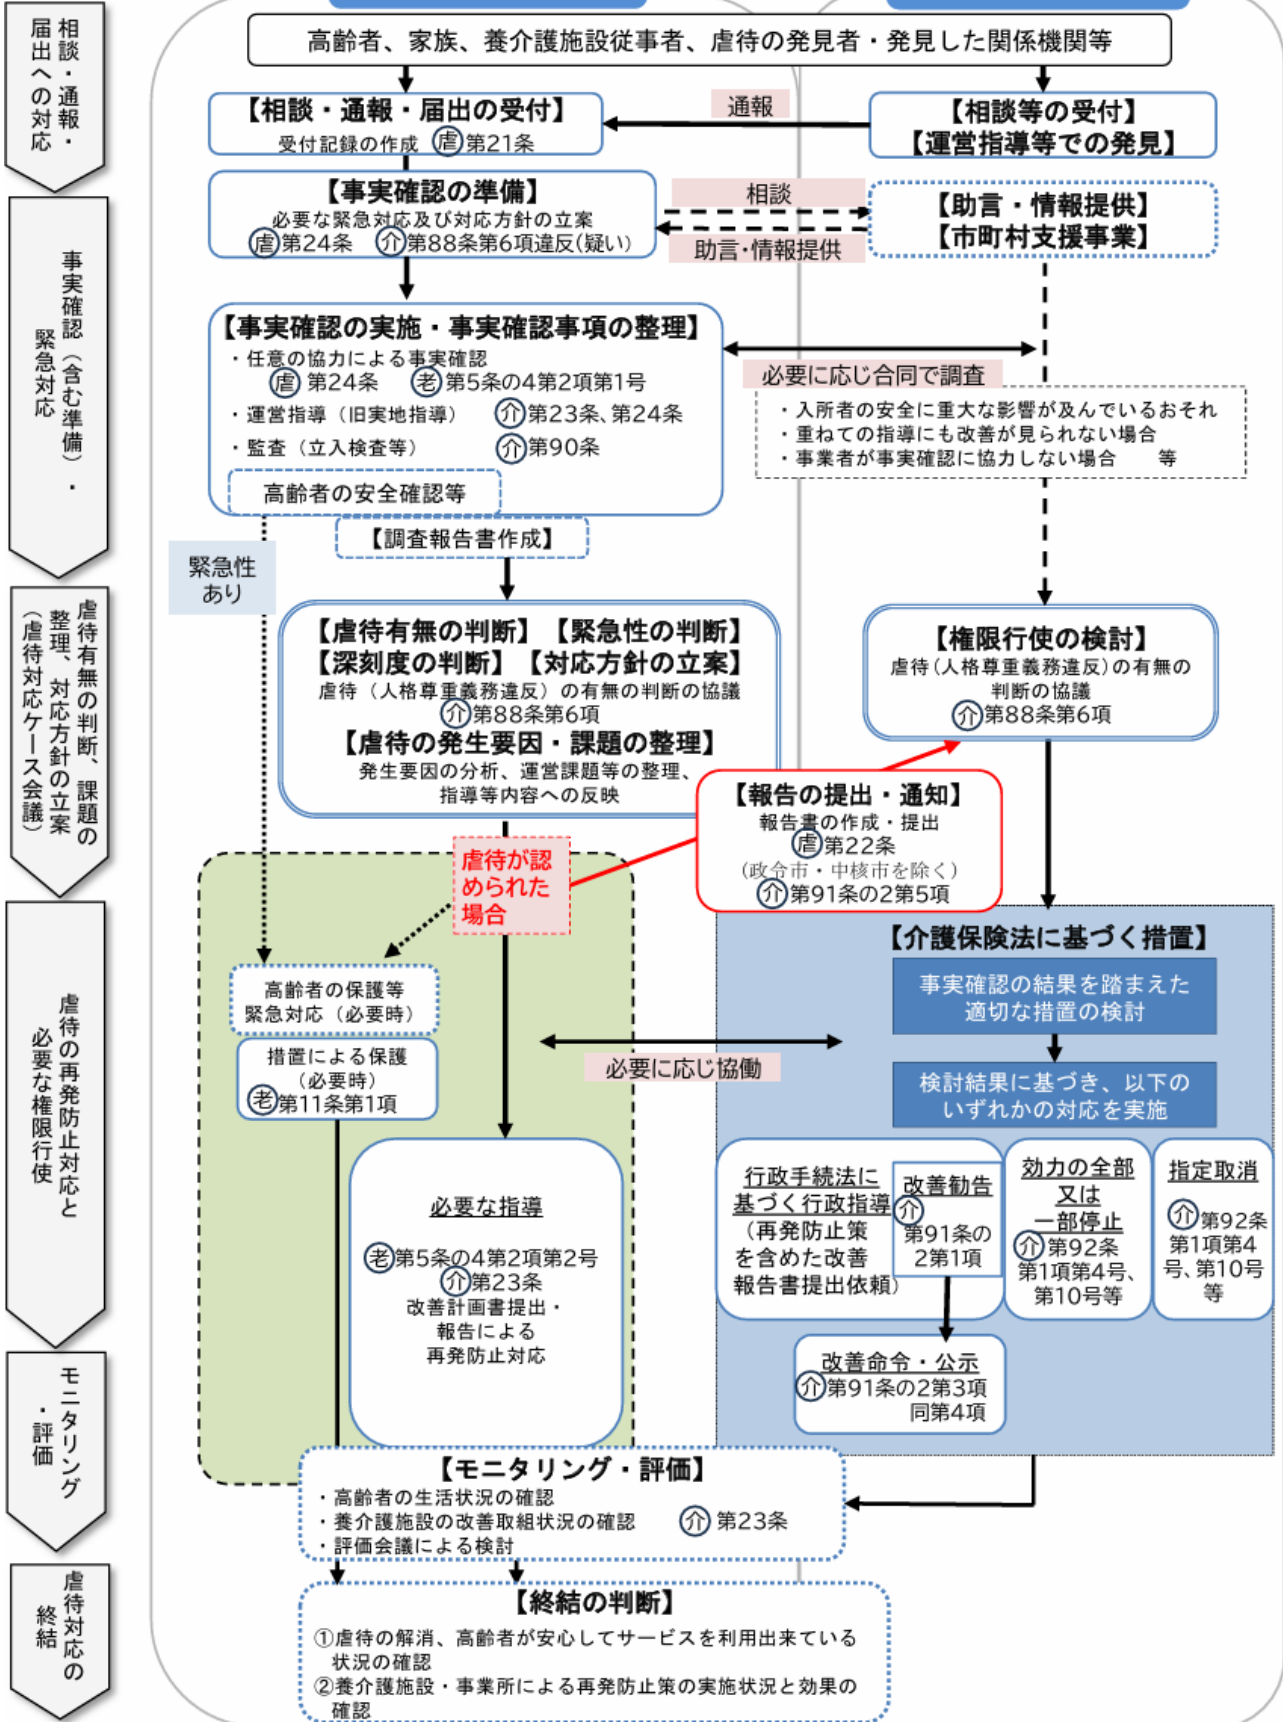 相談・通報・
届出への対応
高齢者、家族、養介護施設従事者、虐待の発見者・発見した関係機関等
【相談・通報・届出の受付】
受付記録の作成 虐 第21条
通報
【相談等の受付】
【運営指導等での発見】
事実確認（含む準備）・
緊急対応
【事実確認の準備】
必要な緊急対応及び対応方針の立案
虐 第24条 介 第88条第6項違反(疑い)
相談
助言・情報提供
【助言・情報提供】
【市町村支援事業】
【事実確認の実施・事実確認事項の整理】
・任意の協力による事実確認
虐 第24条 老 第5条の4第2項第1号
・運営指導（旧実地指導） 介 第23条、第24条
・監査（立入検査等） 介 第90条
高齢者の安全確認等
【調査報告書作成】
必要に応じ合同で調査
・入所者の安全に重大な影響が及んでいるおそれ
・重ねての指導にも改善が見られない場合
・事業者が事実確認に協力しない場合 等
緊急性
あり
虐待有無の判断、課題の
整理、対応方針の立案
（虐待対応ケース会議）
【虐待有無の判断】【緊急性の判断】
【深刻度の判断】【対応方針の立案】
虐待（人格尊重義務違反）の有無の判断の協議
介 第88条第6項
【虐待の発生要因・課題の整理】
発生要因の分析、運営課題等の整理、
指導等内容への反映
【権限行使の検討】
虐待(人格尊重義務違反)の有無の
判断の協議
介 第88条第6項
【報告の提出・通知】
報告書の作成・提出
虐 第22条
(政令市・中核市を除く)
介 第91条の2第5項
虐待が認
められた
場合
虐待の再発防止対応と
必要な権限行使
高齢者の保護等
緊急対応（必要時）
措置による保護
（必要時）
老 第11条第1項
必要に応じ協働
必要な指導
老 第5条の4第2項第2号
介 第23条
改善計画書提出・
報告による
再発防止対応
【介護保険法に基づく措置】
事実確認の結果を踏まえた
適切な措置の検討
検討結果に基づき、以下の
いずれかの対応を実施
行政手続法に
基づく行政指導
（再発防止策
を含めた改善
報告書提出依頼）
改善勧告
介
第91条の
2第1項
効力の全部
又は
一部停止
介 第92条
第1項第4号、
第10号等
指定取消
介 第92条
第1項第4
号、第10号
等
改善命令・公示
介 第91条の2第3項
同第4項
モニタリング
・評価
【モニタリング・評価】
・高齢者の生活状況の確認
・養介護施設の改善取組状況の確認 介 第23条
・評価会議による検討
虐待対応の
終結
【終結の判断】
①虐待の解消、高齢者が安心してサービスを利用出来ている
状況の確認
②養介護施設・事業所による再発防止策の実施状況と効果の
確認